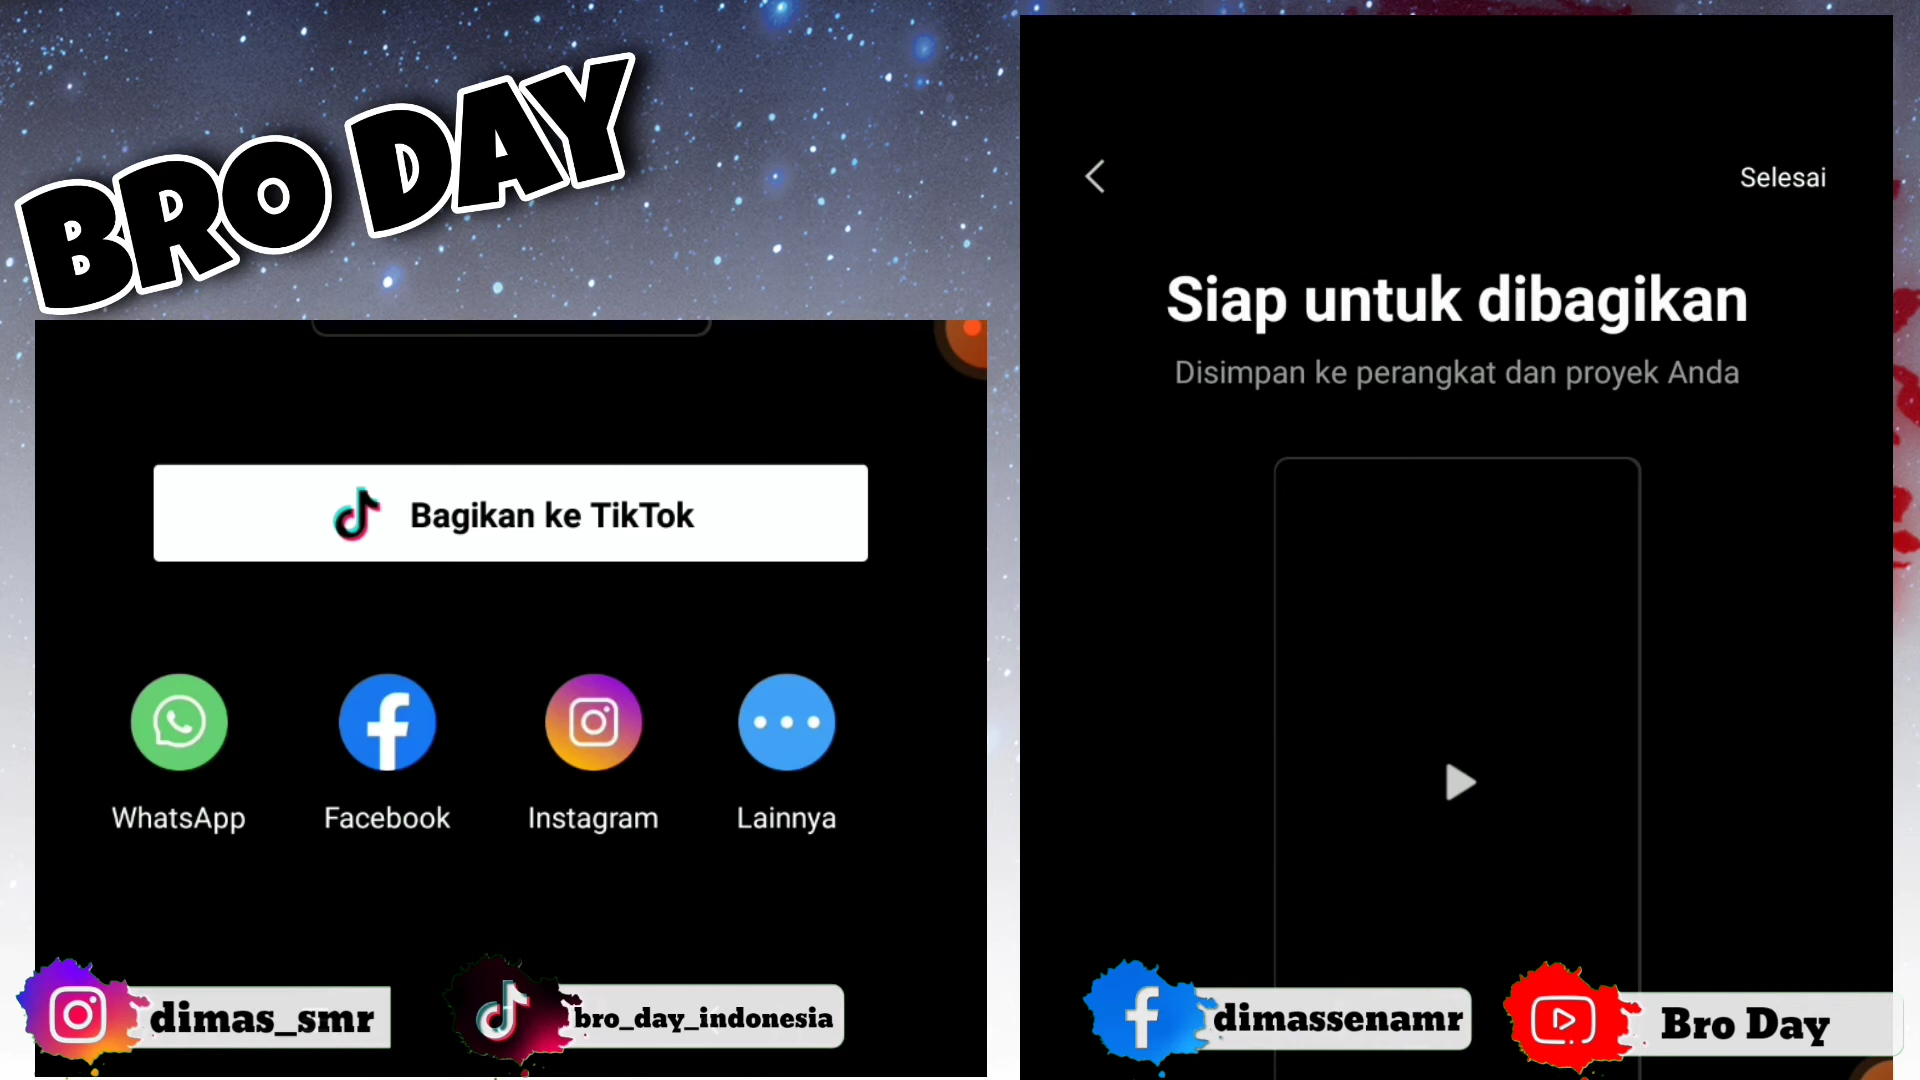 BRO DAY
Bagikan ke TikTok
WhatsApp
Facebook
Instagram
Lainnya
Selesai
Siap untuk dibagikan
Disimpan ke perangkat dan proyek Anda
dimas_smr
bro_day_indonesia
dimassenamr
Bro Day